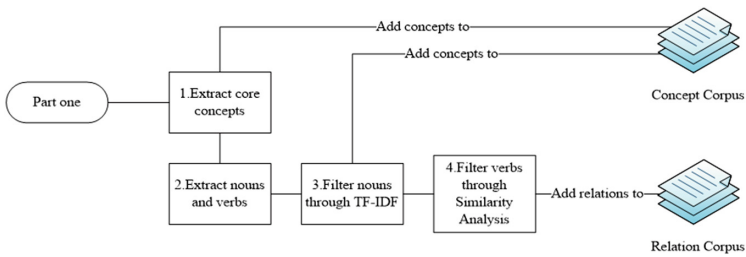 Add concepts to
Add concepts to
Part one
1.Extract core
concepts
Concept Corpus
2.Extract nouns
and verbs
3.Filter nouns
through TF-IDF
4.Filter verbs
through
Similarity
Analysis
Add relations to
Relation Corpus